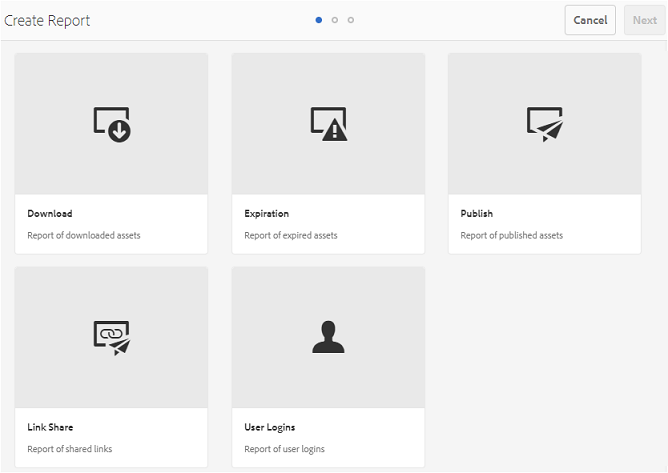 Create Report
Cancel
Next
Download
Report of downloaded assets
Expiration
Report of expired assets
Publish
Report of published assets
Link Share
Report of shared links
User Logins
Report of user logins